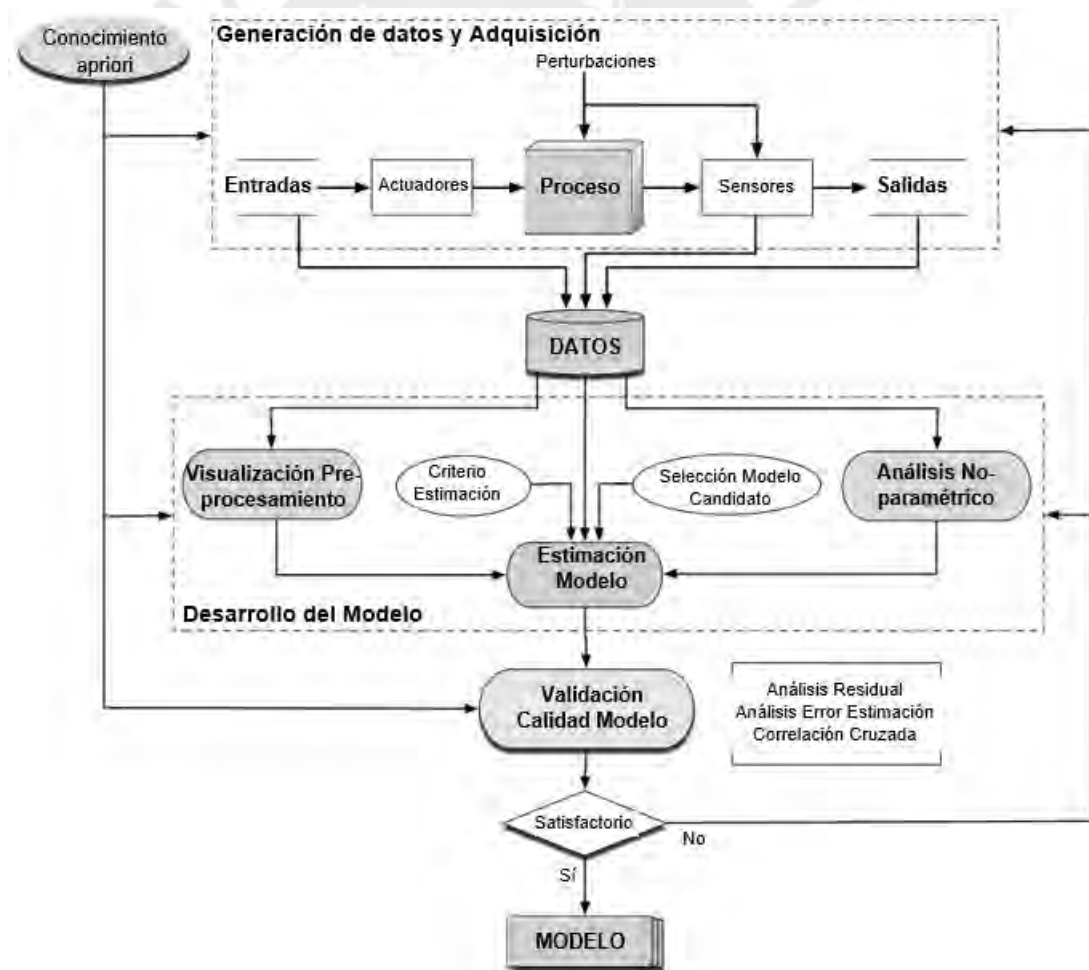 Conocimiento
apriori
Generación de datos y Adquisición
Perturbaciones
Entradas
Actuadores
Proceso
Sensores
Salidas
DATOS
Visualización Pre-
procesamiento
Criterio
Estimación
Selección Modelo
Candidato
Análisis No-
paramétrico
Estimación
Modelo
Desarrollo del Modelo
Validación
Calidad Modelo
Análisis Residual
Análisis Error Estimación
Correlación Cruzada
Satisfactorio
No
Sí
MODELO